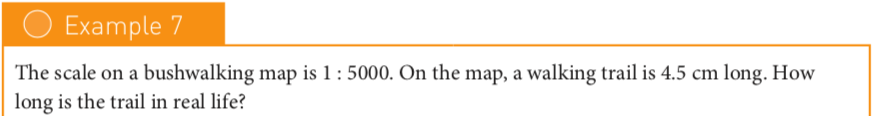 Example 7
The scale on a bushwalking map is 1 : 5000. On the map, a walking trail is 4.5 cm long. How
long is the trail in real life?